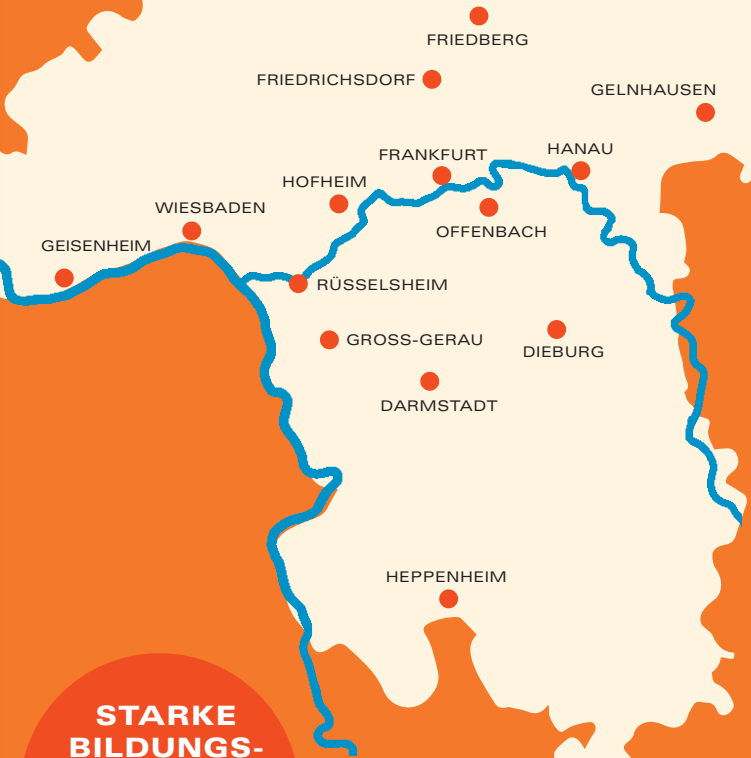 FRIEDBERG
FRIEDRICHSDORF
GELNHAUSEN
FRANKFURT
HANAU
HOFHEIM
WIESBADEN
OFFENBACH
GEISENHEIM
RÜSSELSHEIM
GROSS-GERAU
DIEBURG
DARMSTADT
HEPPENHEIM
STARKE
BILDUNGS-